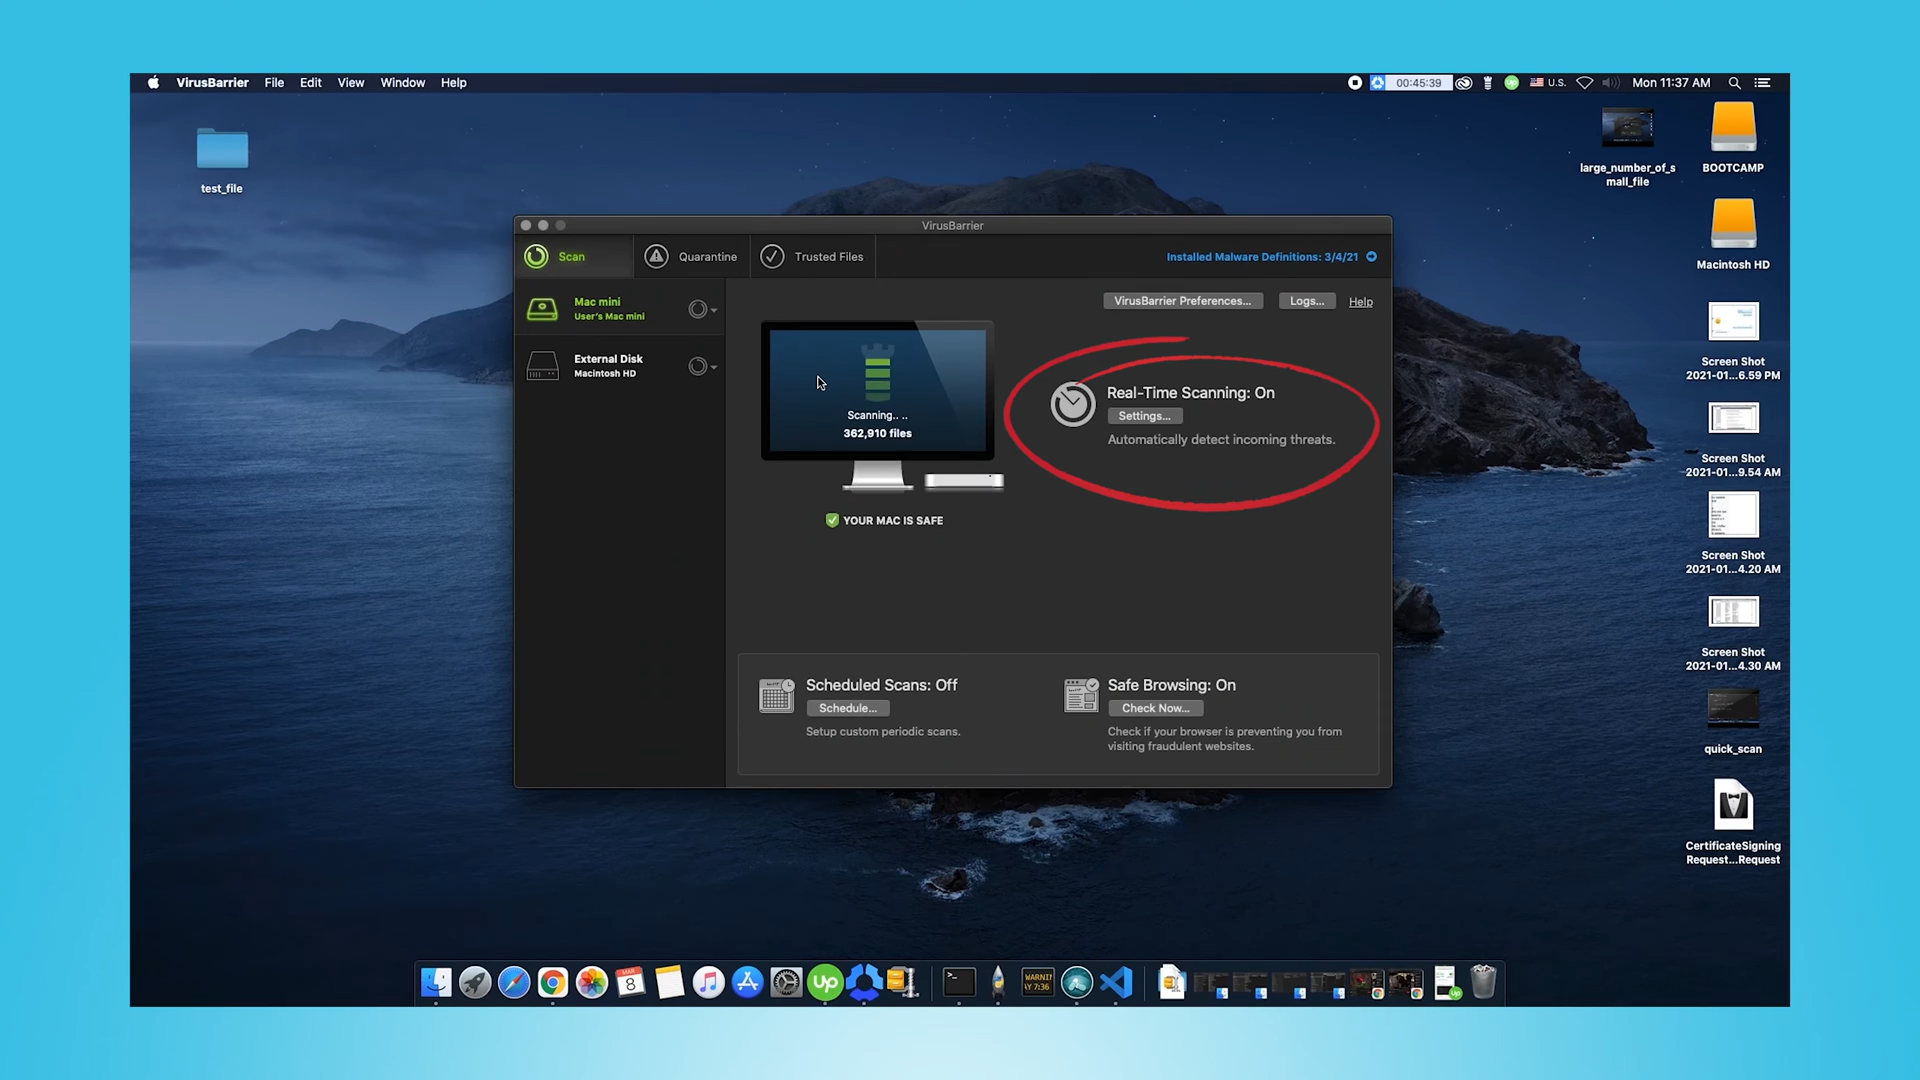 VirusBarrier File Edit View Window Help
00:45:39 U.S. Mon 11:37 AM
test_file
large_number_of_s
mall_file
BOOTCAMP
Macintosh HD
Screen Shot
2021-01...6.59 PM
Screen Shot
2021-01...9.54 AM
Screen Shot
2021-01...4.20 AM
Screen Shot
2021-01...4.30 AM
quick_scan
CertificateSigning
Request...Request
VirusBarrier
Scan Quarantine Trusted Files Installed Malware Definitions: 3/4/21
Mac mini
User's Mac mini
External Disk
Macintosh HD
VirusBarrier Preferences... Logs... Help
Scanning.. ..
362,910 files
YOUR MAC IS SAFE
Real-Time Scanning: On
Settings...
Automatically detect incoming threats.
Scheduled Scans: Off
Schedule...
Setup custom periodic scans.
Safe Browsing: On
Check Now...
Check if your browser is preventing you from
visiting fraudulent websites.
MAR
8
Up
WARNI
Y 7:36